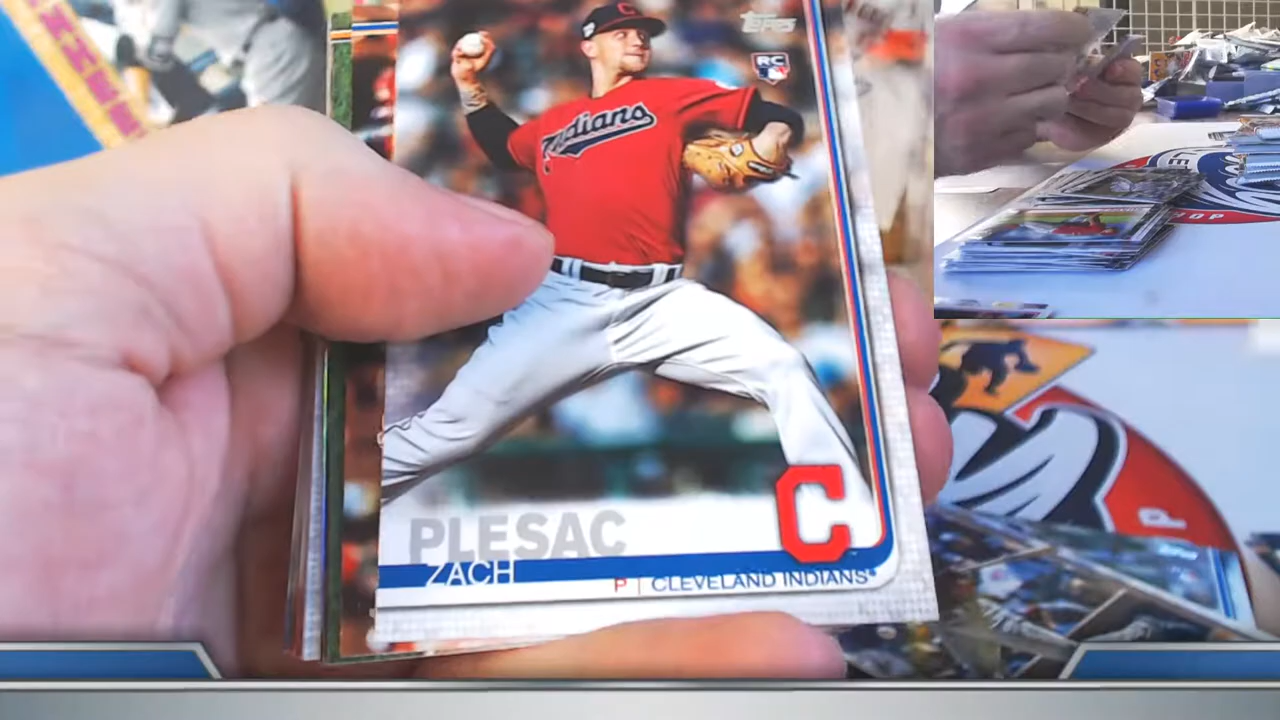 Topps
RC
Indians
PLESAC
ZACH
P | CLEVELAND INDIANS
C
P